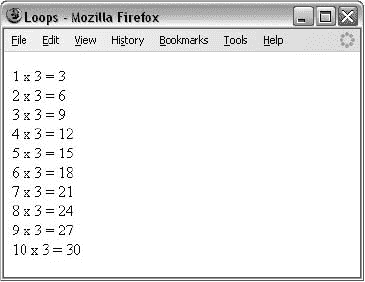 Loops - Mozilla Firefox
File Edit View History Bookmarks Tools Help
1 x 3 = 3
2 x 3 = 6
3 x 3 = 9
4 x 3 = 12
5 x 3 = 15
6 x 3 = 18
7 x 3 = 21
8 x 3 = 24
9 x 3 = 27
10 x 3 = 30